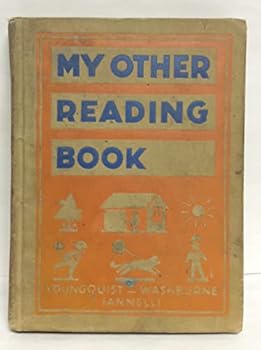 MY OTHER
READING
BOOK
YOUNGQUIST – WASHBURNE
IANNELLI